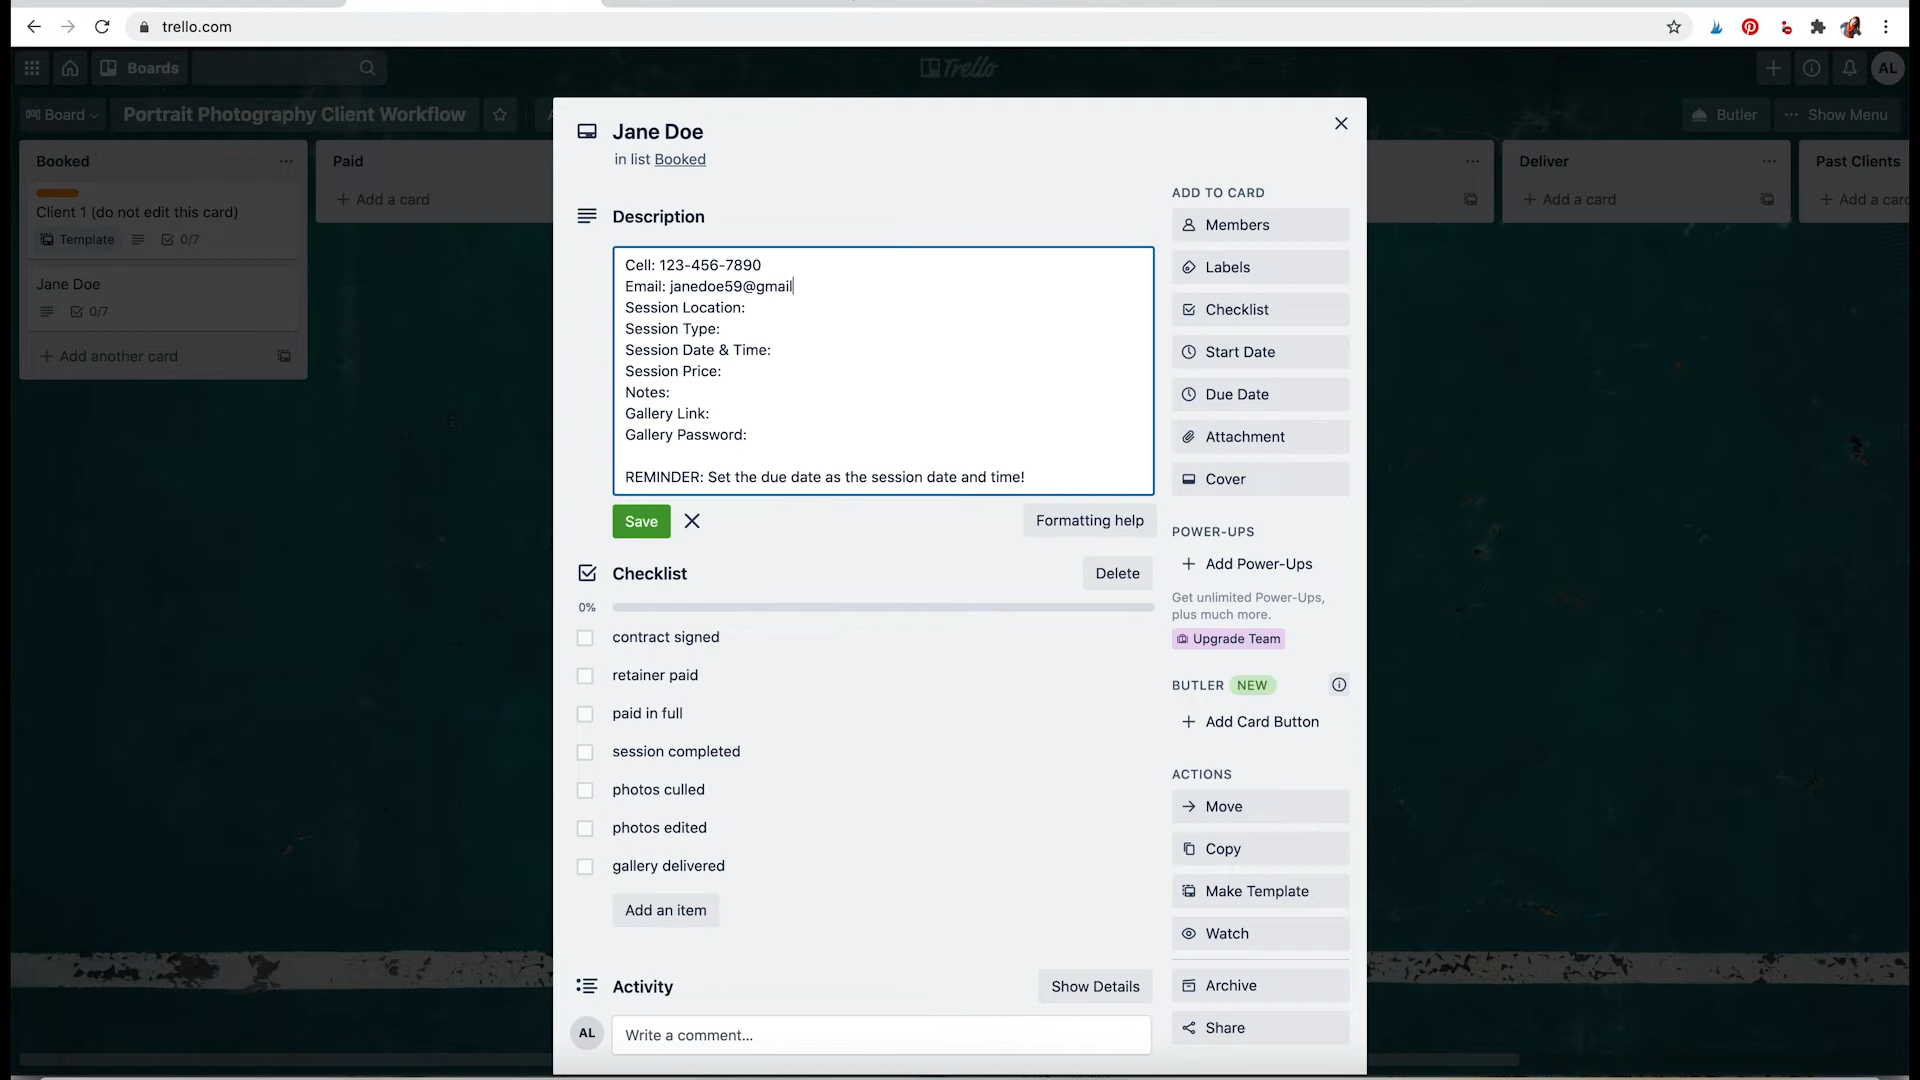 trello.com
Boards
Trello
AL
Board
Portrait Photography Client Workflow
Butler
Show Menu
Booked
Client 1 (do not edit this card)
Template
0/7
Jane Doe
0/7
Add another card
Paid
Add a card
Deliver
Add a card
Past Clients
Add a card
Jane Doe
in list Booked
Description
Cell: 123-456-7890
Email: janedoe59@gmail
Session Location:
Session Type:
Session Date & Time:
Session Price:
Notes:
Gallery Link:
Gallery Password:
REMINDER: Set the due date as the session date and time!
Save
Formatting help
Checklist
Delete
0%
contract signed
retainer paid
paid in full
session completed
photos culled
photos edited
gallery delivered
Add an item
Activity
Show Details
AL
Write a comment...
ADD TO CARD
Members
Labels
Checklist
Start Date
Due Date
Attachment
Cover
POWER-UPS
Add Power-Ups
Get unlimited Power-Ups,
plus much more.
Upgrade Team
BUTLER NEW
Add Card Button
ACTIONS
Move
Copy
Make Template
Watch
Archive
Share